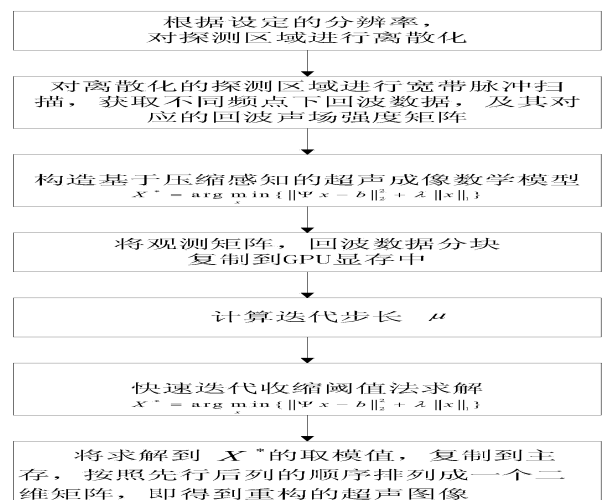 根据设定的分辨率，
对探测区域进行离散化
对离散化的探测区域进行宽带脉冲扫
描，获取不同频点下回波数据，及其对
应的回波声场强度矩阵
构造基于压缩感知的超声成像数学模型
X* = arg min_x {||Ψx − b||₂² + λ||x||₁}
将观测矩阵，回波数据分块
复制到GPU显存中
计算迭代步长 μ
快速迭代收缩阈值法求解
X* = arg min_x {||Ψx − b||₂² + λ||x||₁}
将求解到 X*的取模值，复制到主
存，按照先行后列的顺序排列成一个二
维矩阵，即得到重构的超声图像